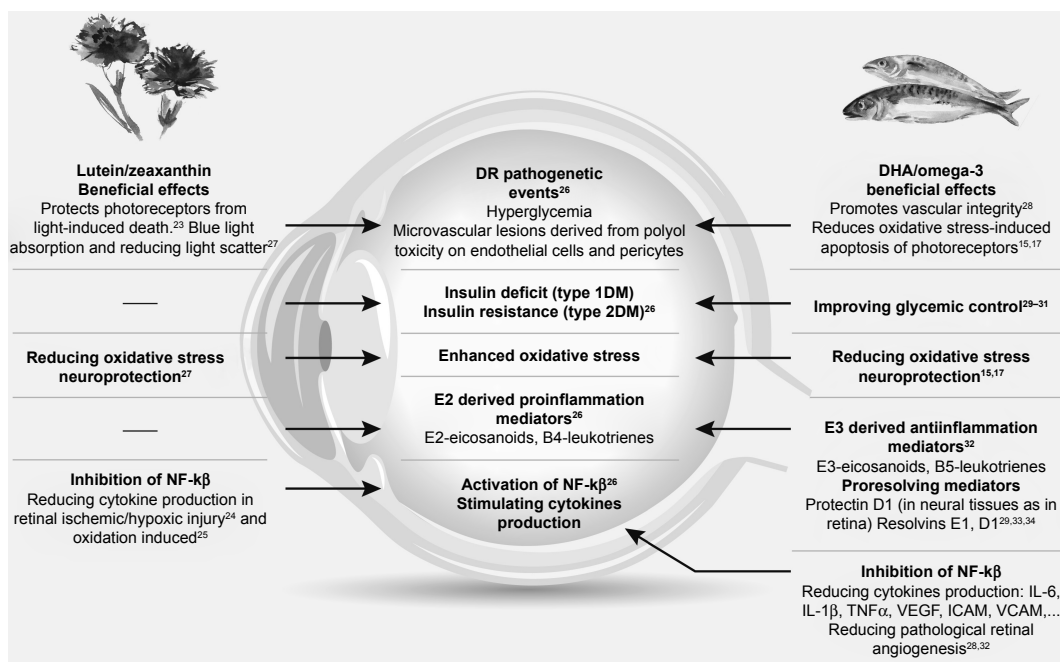 Lutein/zeaxanthin
Beneficial effects
Protects photoreceptors from
light-induced death.²³ Blue light
absorption and reducing light scatter²⁷
——
Reducing oxidative stress
neuroprotection²⁷
——
Inhibition of NF-kβ
Reducing cytokine production in
retinal ischemic/hypoxic injury²⁴ and
oxidation induced²⁵
DR pathogenetic
events²⁶
Hyperglycemia
Microvascular lesions derived from polyol
toxicity on endothelial cells and pericytes
Insulin deficit (type 1DM)
Insulin resistance (type 2DM)²⁶
Enhanced oxidative stress
E2 derived proinflammation
mediators²⁶
E2-eicosanoids, B4-leukotrienes
Activation of NF-kβ²⁶
Stimulating cytokines
production
DHA/omega-3
beneficial effects
Promotes vascular integrity²⁸
Reduces oxidative stress-induced
apoptosis of photoreceptors¹⁵,¹⁷
Improving glycemic control²⁹⁻³¹
Reducing oxidative stress
neuroprotection¹⁵,¹⁷
E3 derived antiinflammation
mediators³²
E3-eicosanoids, B5-leukotrienes
Proresolving mediators
Protectin D1 (in neural tissues as in
retina) Resolvins E1, D1²⁹,³³,³⁴
Inhibition of NF-kβ
Reducing cytokines production: IL-6,
IL-1β, TNFα, VEGF, ICAM, VCAM,...
Reducing pathological retinal
angiogenesis²⁸,³²